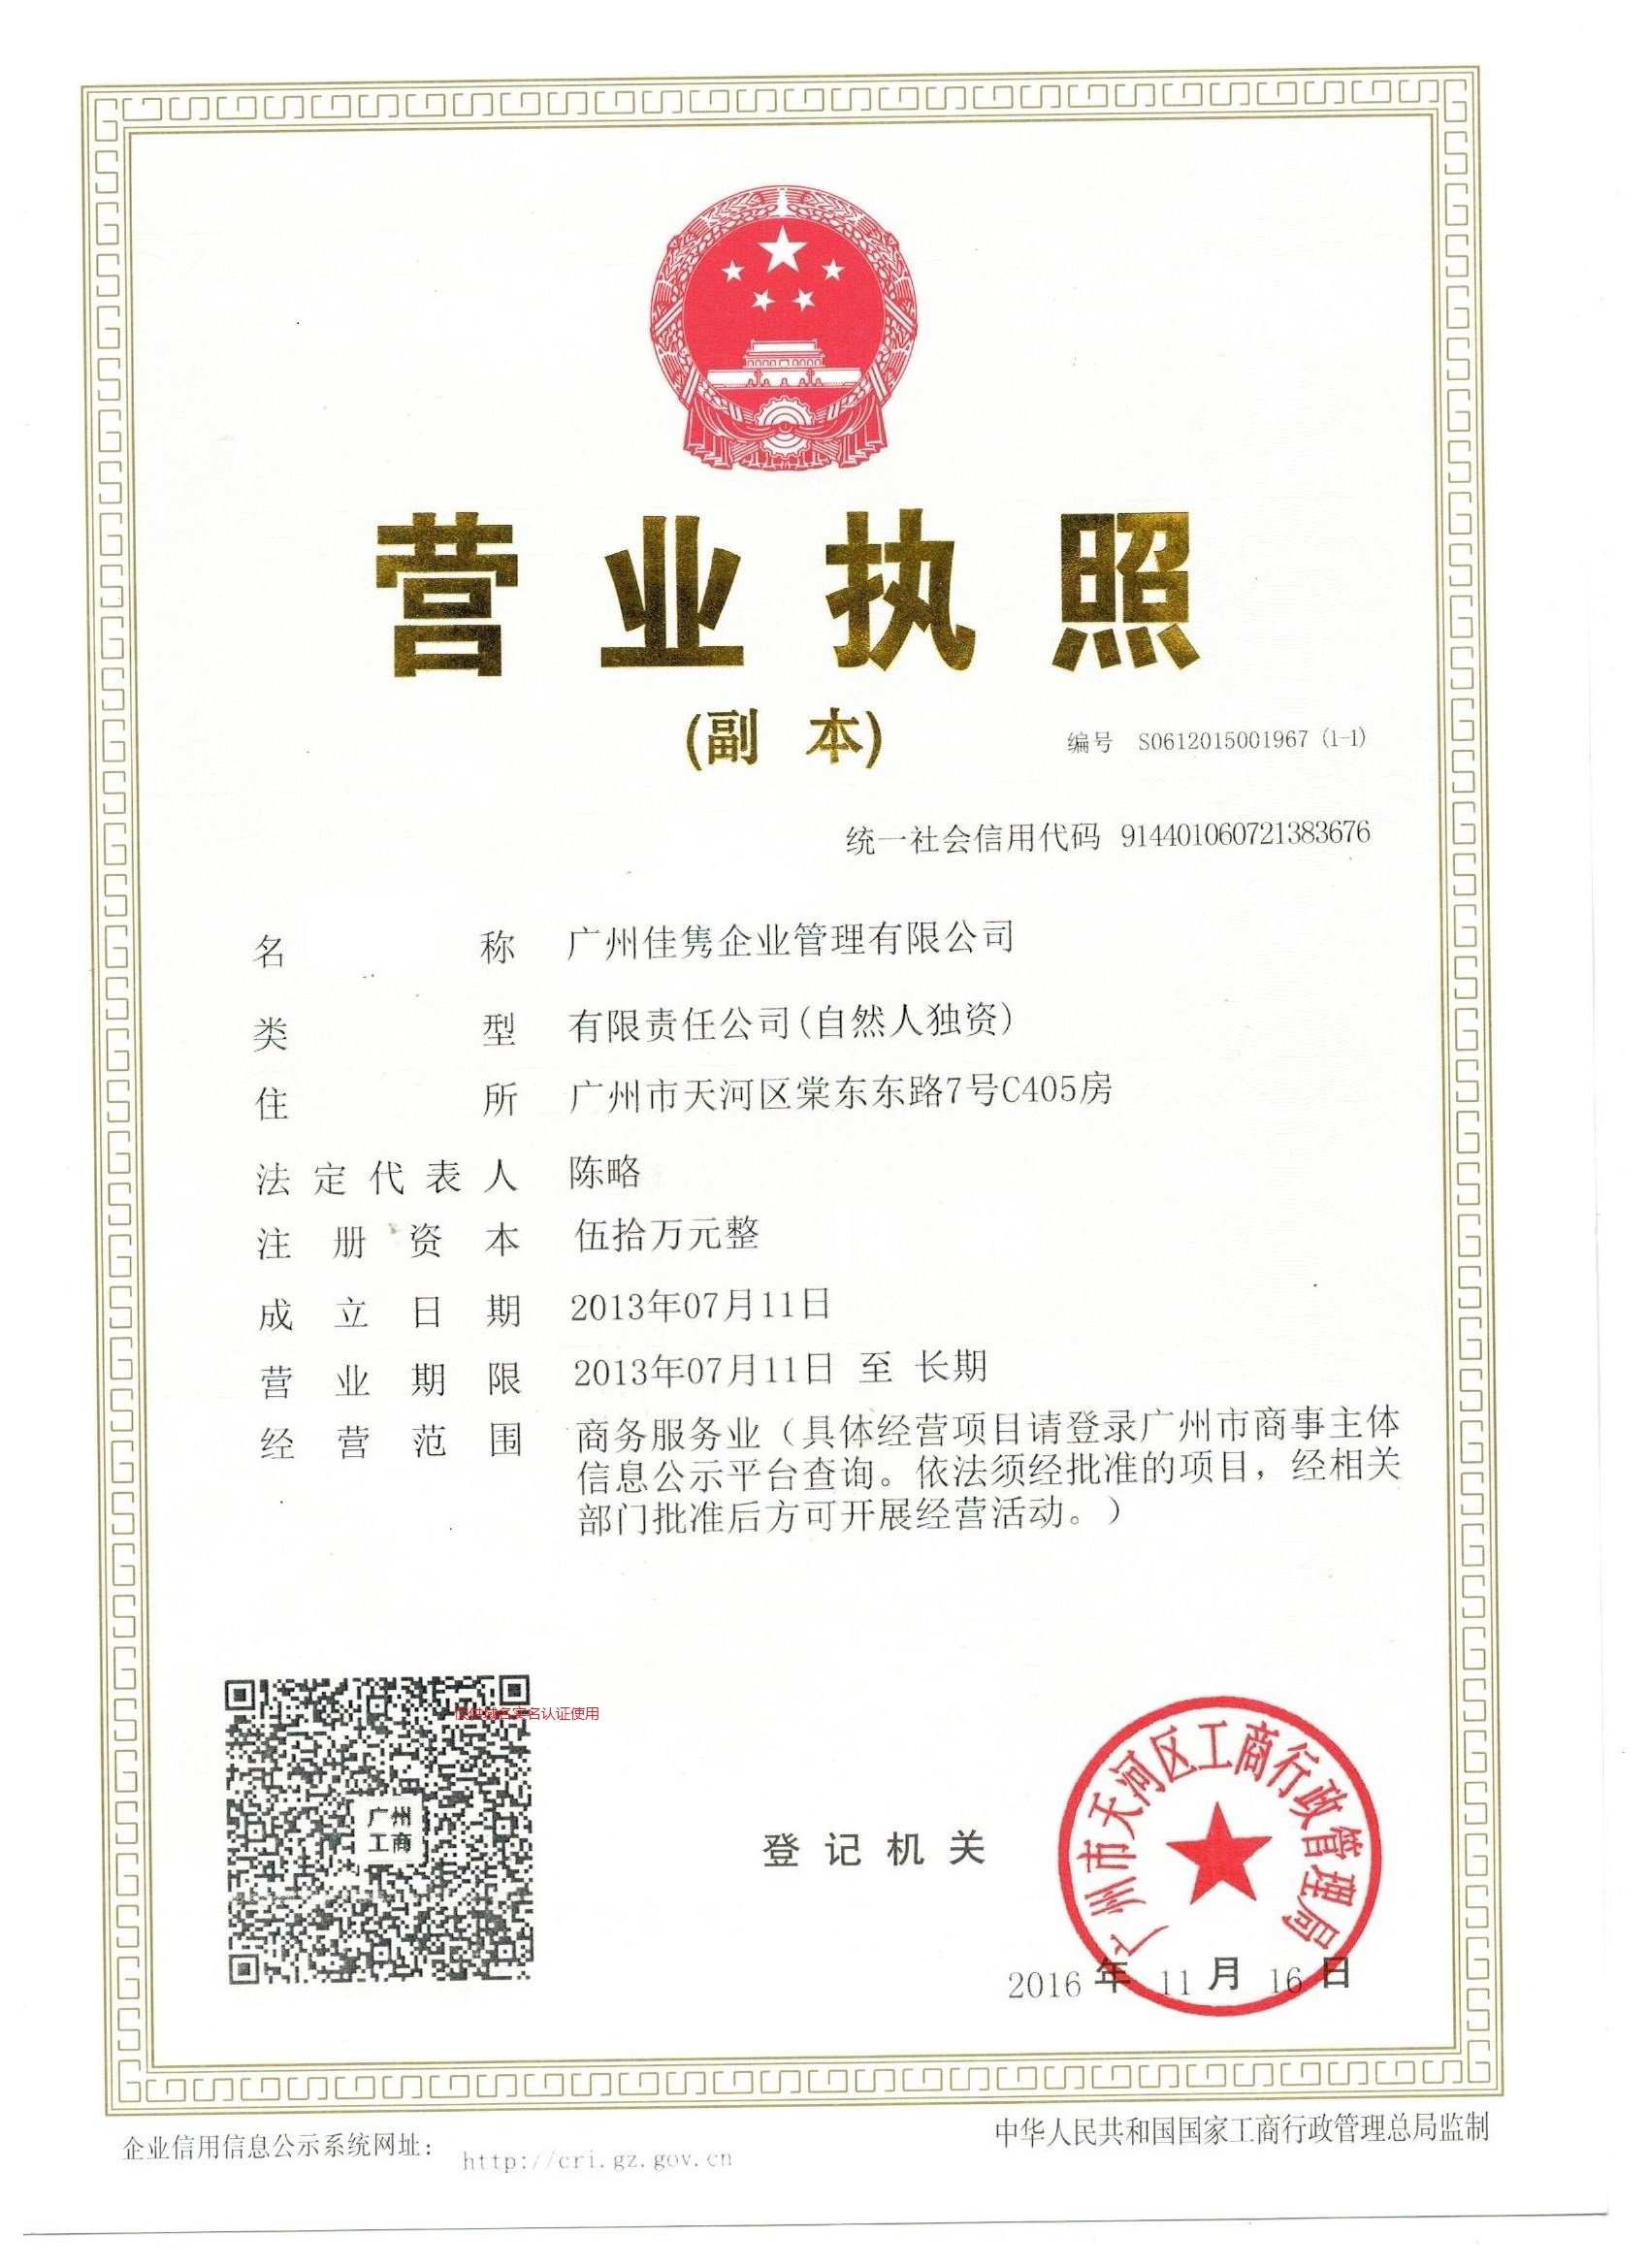 营业执照
(副本)
编号 S0612015001967 (1-1)
统一社会信用代码 914401060721383676
名称 广州佳隽企业管理有限公司
类型 有限责任公司(自然人独资)
住所 广州市天河区棠东东路7号C405房
法定代表人 陈略
注册资本 伍拾万元整
成立日期 2013年07月11日
营业期限 2013年07月11日 至 长期
经营范围 商务服务业（具体经营项目请登录广州市商事主体
信息公示平台查询。依法须经批准的项目，经相关
部门批准后方可开展经营活动。）
仅供域名实名认证使用
广州
工商
登记机关
广州市天河区工商行政管理局
2016年11月16日
企业信用信息公示系统网址：
http://cri.gz.gov.cn
中华人民共和国国家工商行政管理总局监制